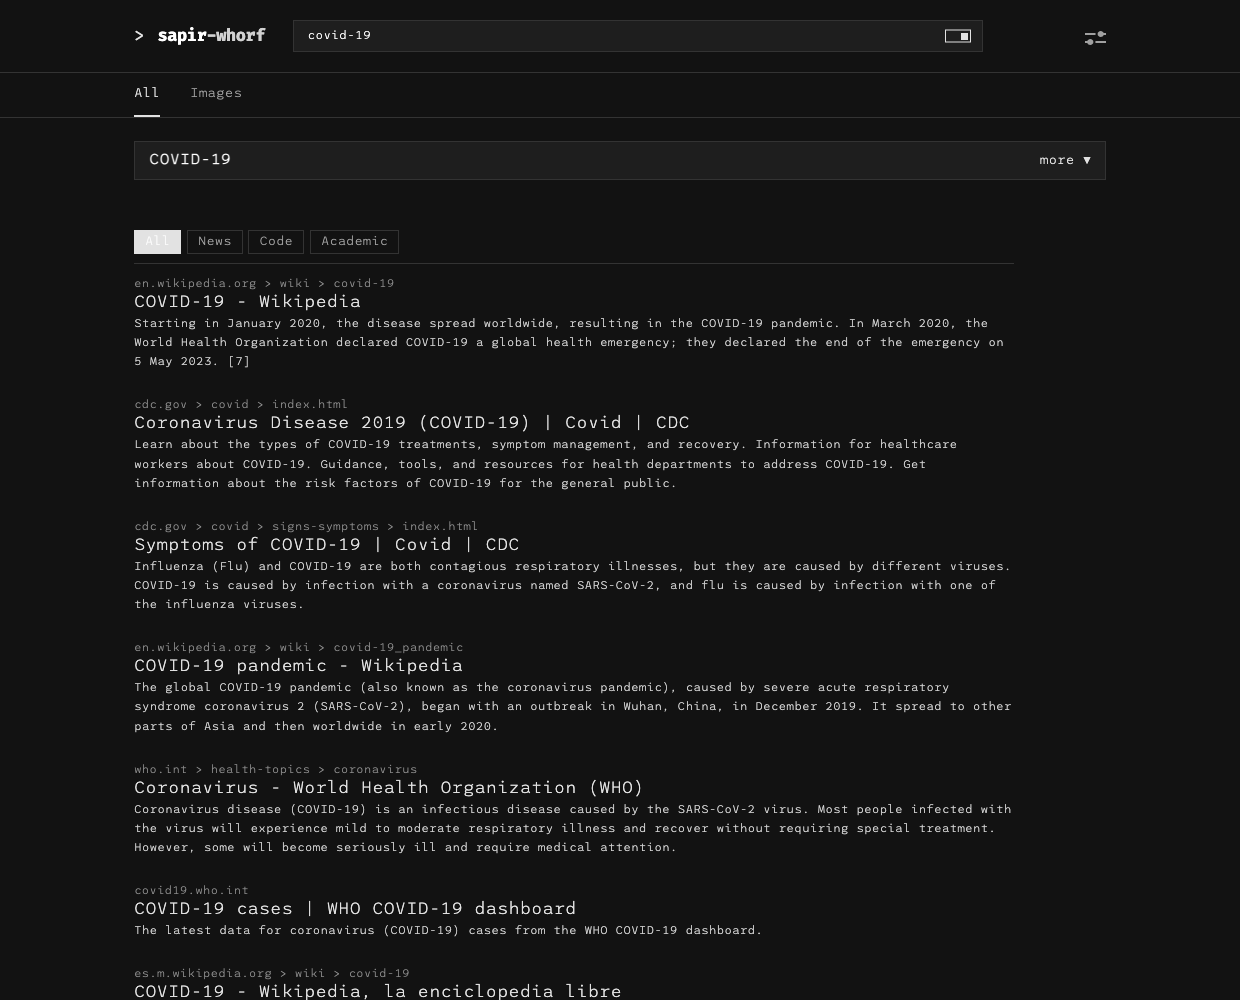 > sapir-whorf
covid-19
All Images
COVID-19 more ▼
All News Code Academic
en.wikipedia.org > wiki > covid-19
COVID-19 - Wikipedia
Starting in January 2020, the disease spread worldwide, resulting in the COVID-19 pandemic. In March 2020, the
World Health Organization declared COVID-19 a global health emergency; they declared the end of the emergency on
5 May 2023. [7]
cdc.gov > covid > index.html
Coronavirus Disease 2019 (COVID-19) | Covid | CDC
Learn about the types of COVID-19 treatments, symptom management, and recovery. Information for healthcare
workers about COVID-19. Guidance, tools, and resources for health departments to address COVID-19. Get
information about the risk factors of COVID-19 for the general public.
cdc.gov > covid > signs-symptoms > index.html
Symptoms of COVID-19 | Covid | CDC
Influenza (Flu) and COVID-19 are both contagious respiratory illnesses, but they are caused by different viruses.
COVID-19 is caused by infection with a coronavirus named SARS-CoV-2, and flu is caused by infection with one of
the influenza viruses.
en.wikipedia.org > wiki > covid-19_pandemic
COVID-19 pandemic - Wikipedia
The global COVID-19 pandemic (also known as the coronavirus pandemic), caused by severe acute respiratory
syndrome coronavirus 2 (SARS-CoV-2), began with an outbreak in Wuhan, China, in December 2019. It spread to other
parts of Asia and then worldwide in early 2020.
who.int > health-topics > coronavirus
Coronavirus - World Health Organization (WHO)
Coronavirus disease (COVID-19) is an infectious disease caused by the SARS-CoV-2 virus. Most people infected with
the virus will experience mild to moderate respiratory illness and recover without requiring special treatment.
However, some will become seriously ill and require medical attention.
covid19.who.int
COVID-19 cases | WHO COVID-19 dashboard
The latest data for coronavirus (COVID-19) cases from the WHO COVID-19 dashboard.
es.m.wikipedia.org > wiki > covid-19
COVID-19 - Wikipedia, la enciclopedia libre